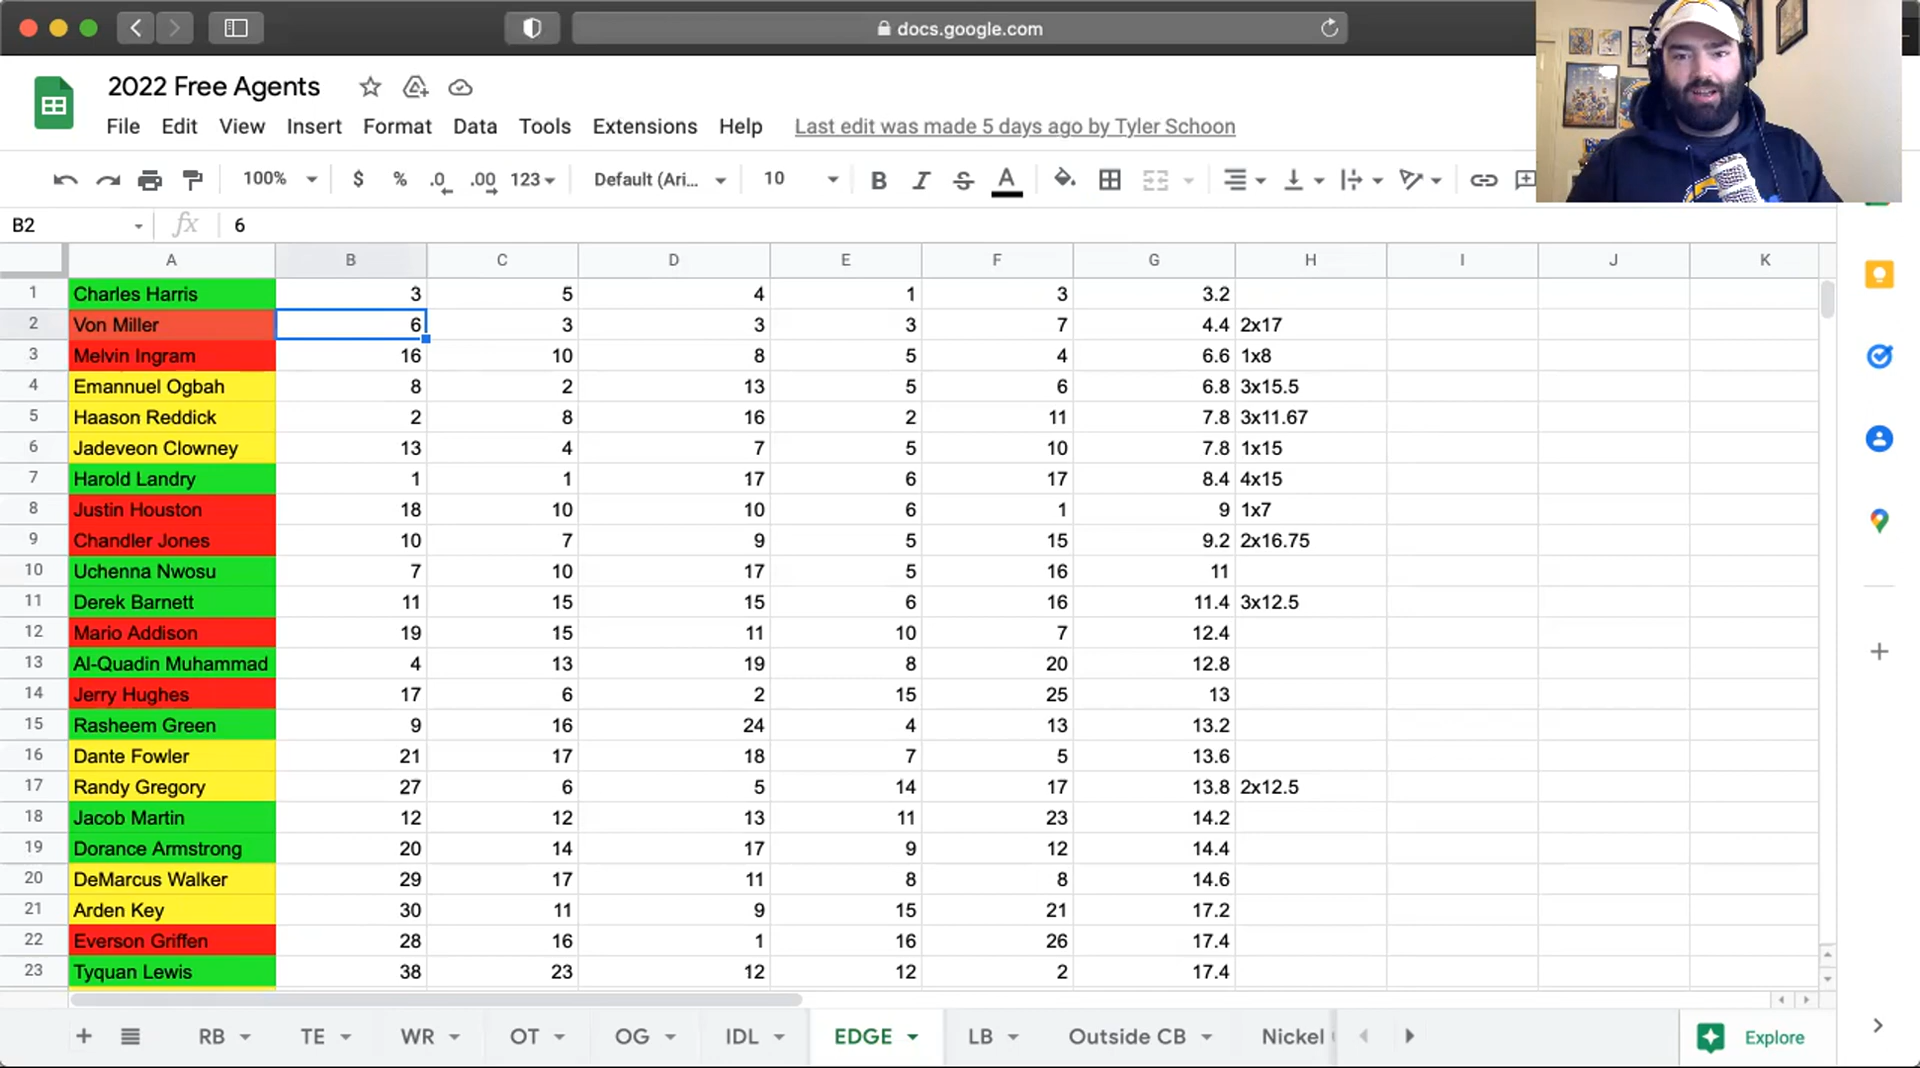 docs.google.com
2022 Free Agents
File Edit View Insert Format Data Tools Extensions Help Last edit was made 5 days ago by Tyler Schoon
100% $ % .0 .00 123 Default (Ari... 10 B I S A
B2 fx 6
A B C D E F G H I J K
1 Charles Harris 3 5 4 1 3 3.2
2 Von Miller 6 3 3 3 7 4.4 2x17
3 Melvin Ingram 16 10 8 5 4 6.6 1x8
4 Emannuel Ogbah 8 2 13 5 6 6.8 3x15.5
5 Haason Reddick 2 8 16 2 11 7.8 3x11.67
6 Jadeveon Clowney 13 4 7 5 10 7.8 1x15
7 Harold Landry 1 1 17 6 17 8.4 4x15
8 Justin Houston 18 10 10 6 1 9 1x7
9 Chandler Jones 10 7 9 5 15 9.2 2x16.75
10 Uchenna Nwosu 7 10 17 5 16 11
11 Derek Barnett 11 15 15 6 16 11.4 3x12.5
12 Mario Addison 19 15 11 10 7 12.4
13 Al-Quadin Muhammad 4 13 19 8 20 12.8
14 Jerry Hughes 17 6 2 15 25 13
15 Rasheem Green 9 16 24 4 13 13.2
16 Dante Fowler 21 17 18 7 5 13.6
17 Randy Gregory 27 6 5 14 17 13.8 2x12.5
18 Jacob Martin 12 12 13 11 23 14.2
19 Dorance Armstrong 20 14 17 9 12 14.4
20 DeMarcus Walker 29 17 11 8 8 14.6
21 Arden Key 30 11 9 15 21 17.2
22 Everson Griffen 28 16 1 16 26 17.4
23 Tyquan Lewis 38 23 12 12 2 17.4
RB TE WR OT OG IDL EDGE LB Outside CB Nickel Explore